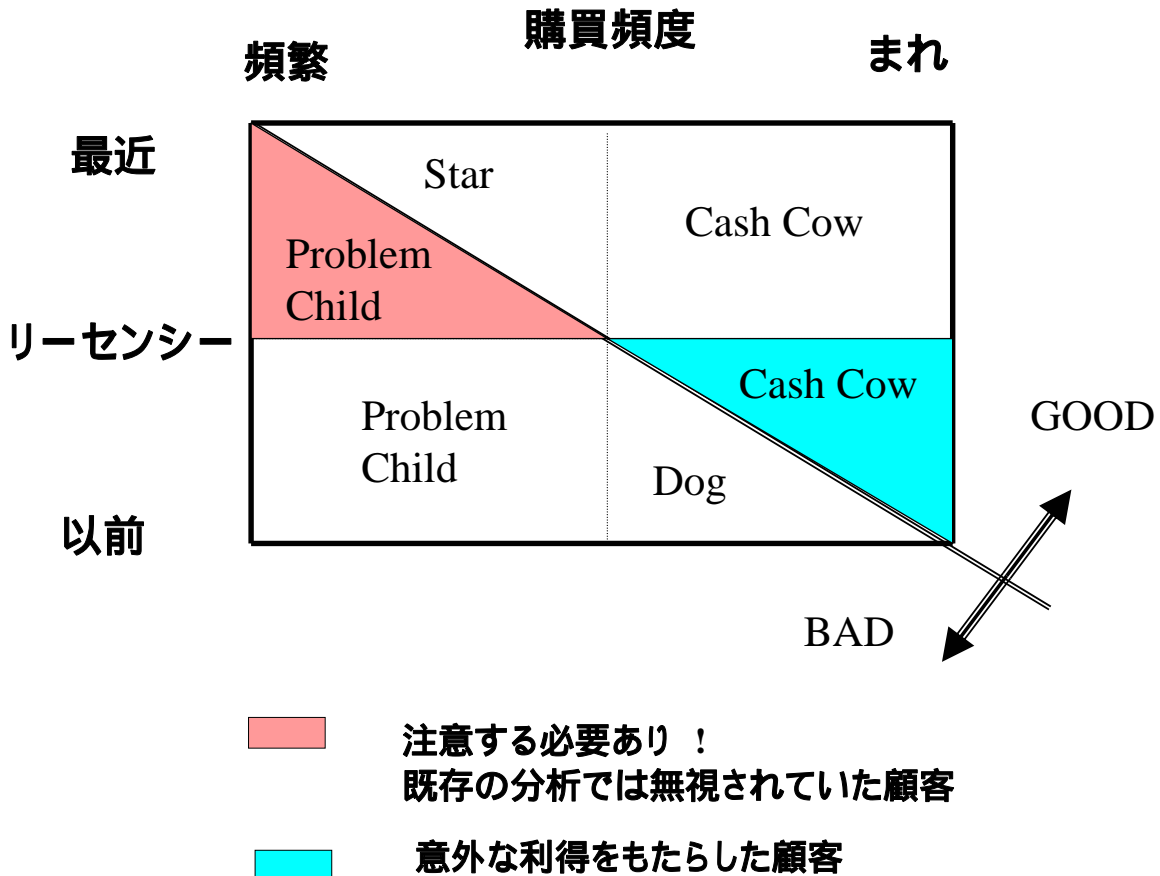 購買頻度
頻繁
まれ
最近
Star
Cash Cow
Problem
Child
リーセンシー
Cash Cow
Problem
Child
GOOD
Dog
以前
BAD
注意する必要あり !
既存の分析では無視されていた顧客
意外な利得をもたらした顧客